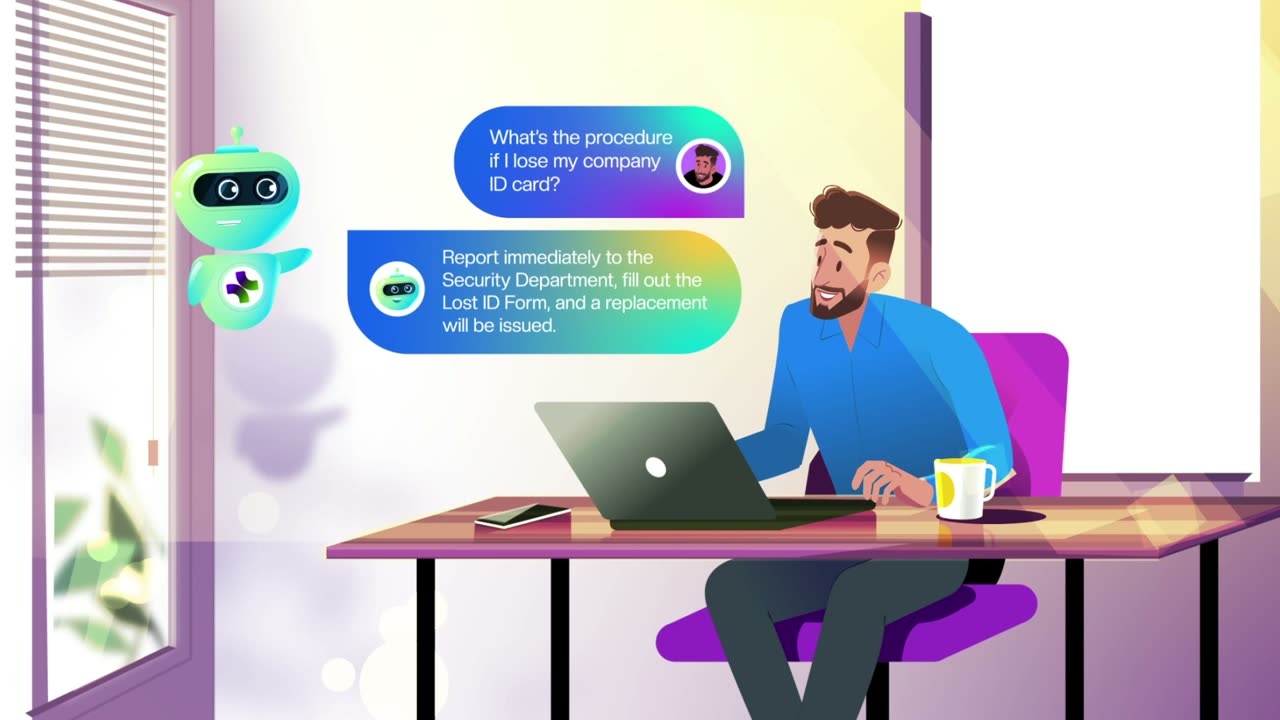 What's the procedure
if I lose my company
ID card?
Report immediately to the
Security Department, fill out the
Lost ID Form, and a replacement
will be issued.